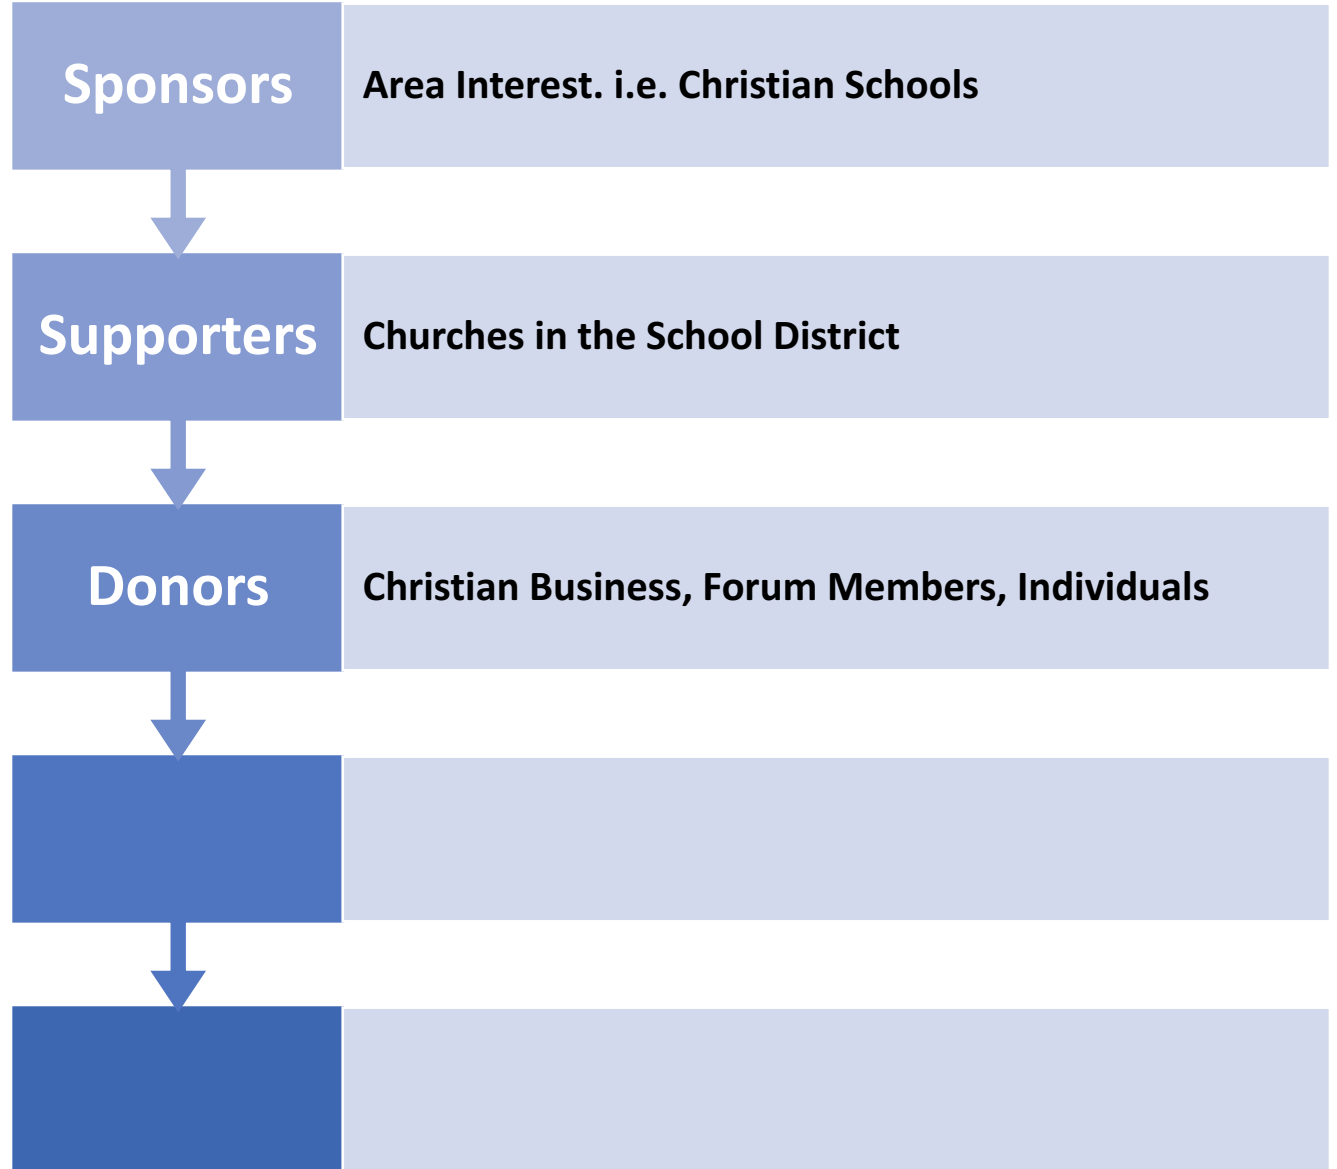 Sponsors
Area Interest. i.e. Christian Schools
Supporters
Churches in the School District
Donors
Christian Business, Forum Members, Individuals